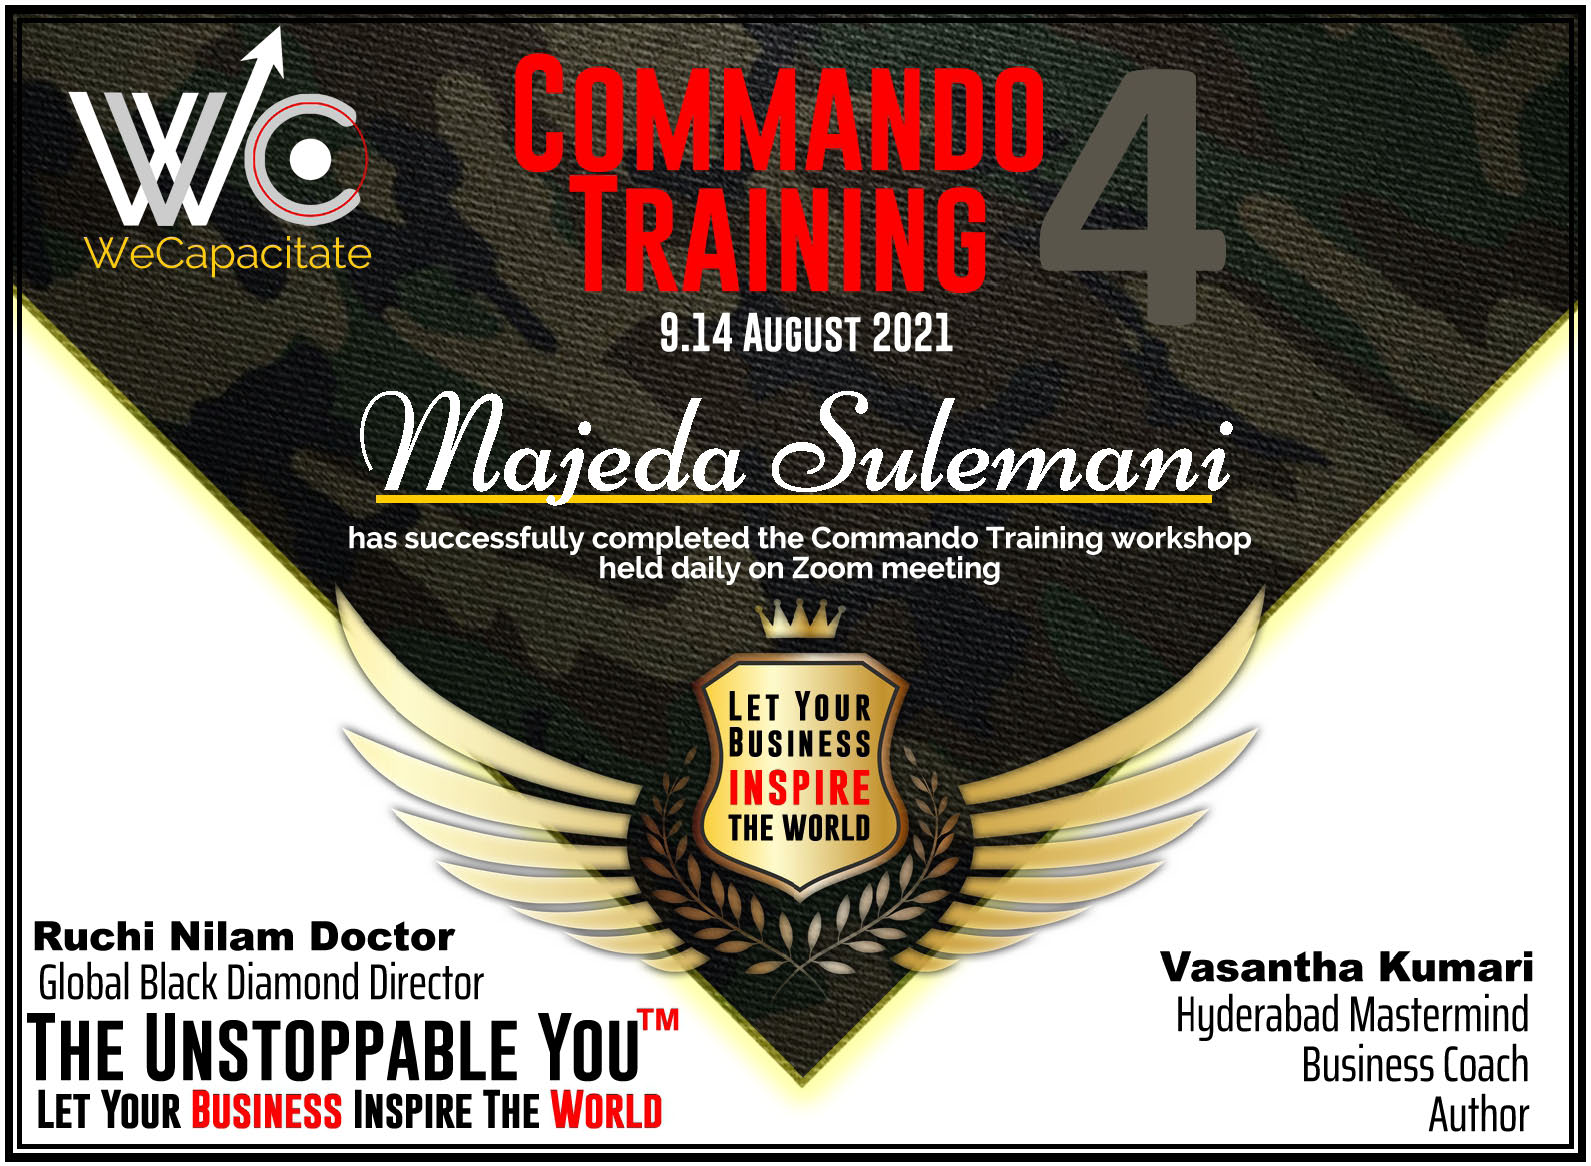 WC
WeCapacitate
COMMANDO
TRAINING
4
9.14 AUGUST 2021
Majeda Sulemani
has successfully completed the Commando Training workshop
held daily on Zoom meeting
LET YOUR
BUSINESS
INSPIRE
THE WORLD
Ruchi Nilam Doctor
Global Black Diamond Director
THE UNSTOPPABLE YOU™
LET YOUR BUSINESS INSPIRE THE WORLD
Vasantha Kumari
Hyderabad Mastermind
Business Coach
Author